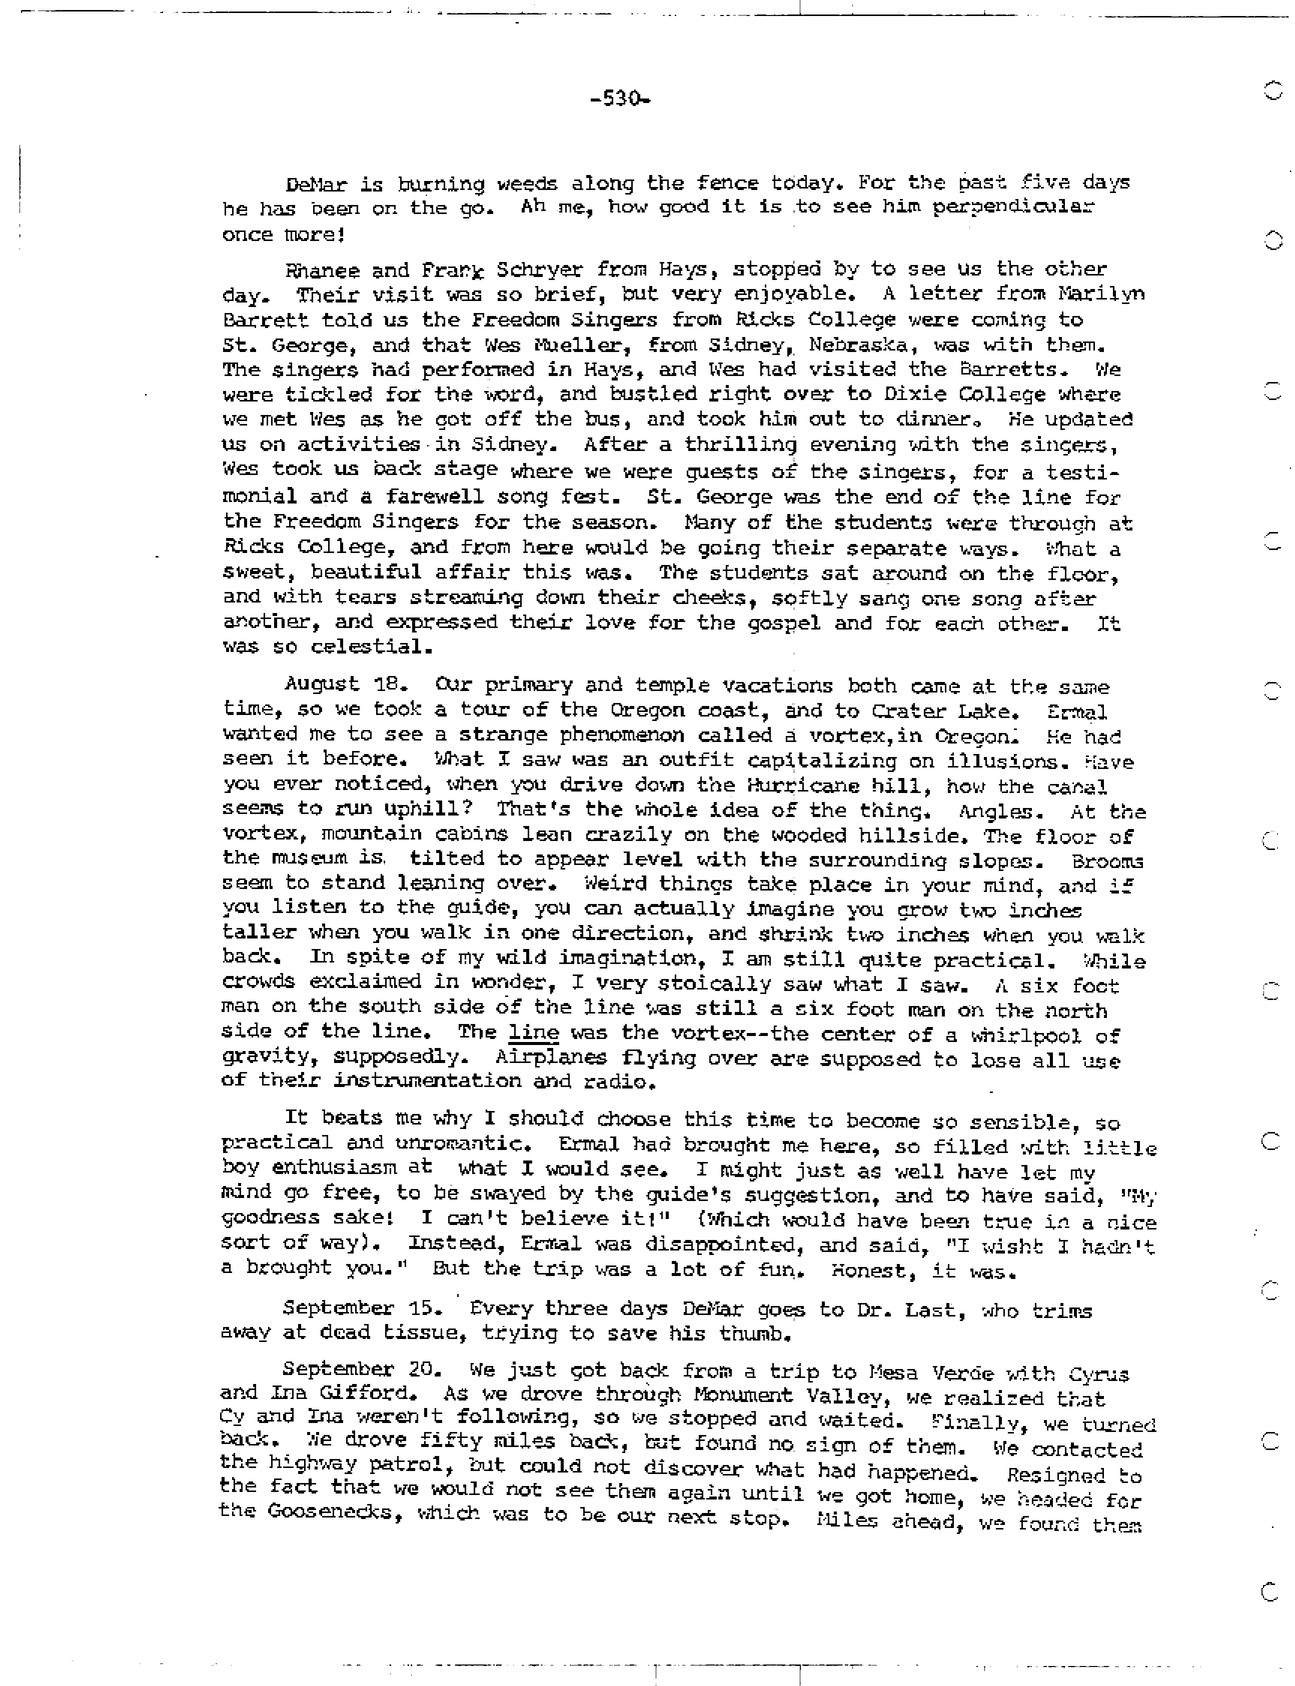 -530-
DeMar is burning weeds along the fence today. For the past five days
he has been on the go. Ah me, how good it is to see him perpendicular
once more!
Rhanee and Frank Schryer from Hays, stopped by to see us the other
day. Their visit was so brief, but very enjoyable. A letter from Marilyn
Barrett told us the Freedom Singers from Ricks College were coming to
St. George, and that Wes Mueller, from Sidney, Nebraska, was with them.
The singers had performed in Hays, and Wes had visited the Barretts. We
were tickled for the word, and bustled right over to Dixie College where
we met Wes as he got off the bus, and took him out to dinner. He updated
us on activities in Sidney. After a thrilling evening with the singers,
Wes took us back stage where we were guests of the singers, for a testi-
monial and a farewell song fest. St. George was the end of the line for
the Freedom Singers for the season. Many of the students were through at
Ricks College, and from here would be going their separate ways. What a
sweet, beautiful affair this was. The students sat around on the floor,
and with tears streaming down their cheeks, softly sang one song after
another, and expressed their love for the gospel and for each other. It
was so celestial.
August 18. Our primary and temple vacations both came at the same
time, so we took a tour of the Oregon coast, and to Crater Lake. Ermal
wanted me to see a strange phenomenon called a vortex,in Oregon. He had
seen it before. What I saw was an outfit capitalizing on illusions. Have
you ever noticed, when you drive down the Hurricane hill, how the canal
seems to run uphill? That's the whole idea of the thing. Angles. At the
vortex, mountain cabins lean crazily on the wooded hillside. The floor of
the museum is tilted to appear level with the surrounding slopes. Brooms
seem to stand leaning over. Weird things take place in your mind, and if
you listen to the guide, you can actually imagine you grow two inches
taller when you walk in one direction, and shrink two inches when you walk
back. In spite of my wild imagination, I am still quite practical. While
crowds exclaimed in wonder, I very stoically saw what I saw. A six foot
man on the south side of the line was still a six foot man on the north
side of the line. The line was the vortex--the center of a whirlpool of
gravity, supposedly. Airplanes flying over are supposed to lose all use
of their instrumentation and radio.
It beats me why I should choose this time to become so sensible, so
practical and unromantic. Ermal had brought me here, so filled with little
boy enthusiasm at what I would see. I might just as well have let my
mind go free, to be swayed by the guide's suggestion, and to have said, "My
goodness sake! I can't believe it!" (Which would have been true in a nice
sort of way). Instead, Ermal was disappointed, and said, "I wisht I hadn't
a brought you." But the trip was a lot of fun. Honest, it was.
September 15. Every three days DeMar goes to Dr. Last, who trims
away at dead tissue, trying to save his thumb.
September 20. We just got back from a trip to Mesa Verde with Cyrus
and Ina Gifford. As we drove through Monument Valley, we realized that
Cy and Ina weren't following, so we stopped and waited. Finally, we turned
back. We drove fifty miles back, but found no sign of them. We contacted
the highway patrol, but could not discover what had happened. Resigned to
the fact that we would not see them again until we got home, we headed for
the Goosenecks, which was to be our next stop. Miles ahead, we found them